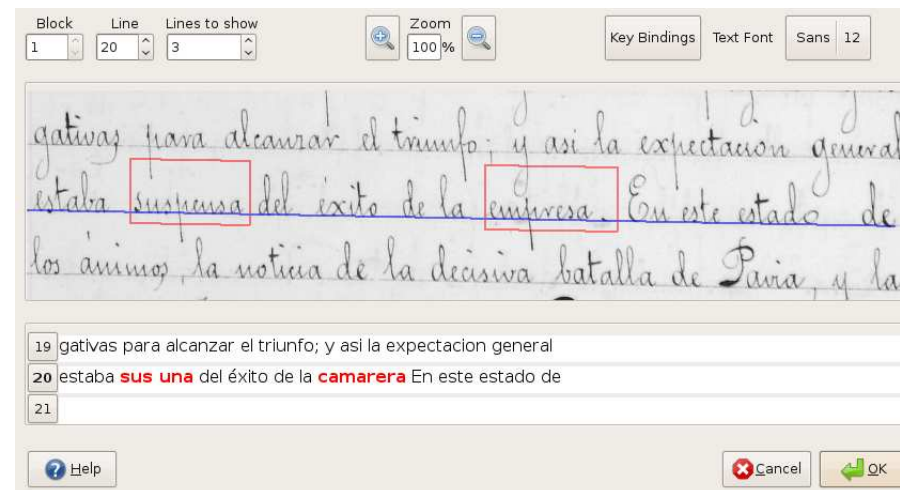 Block Line Lines to show Zoom
1 20 3 100 % Key Bindings Text Font Sans 12
gativas para alcanzar el triunfo; y asi la expectacion general
estaba suspensa del éxito de la empresa. En este estado de
los ánimos, la noticia de la decisiva batalla de Pavia, y la
19 gativas para alcanzar el triunfo; y asi la expectacion general
20 estaba sus una del éxito de la camarera En este estado de
21
Help Cancel OK